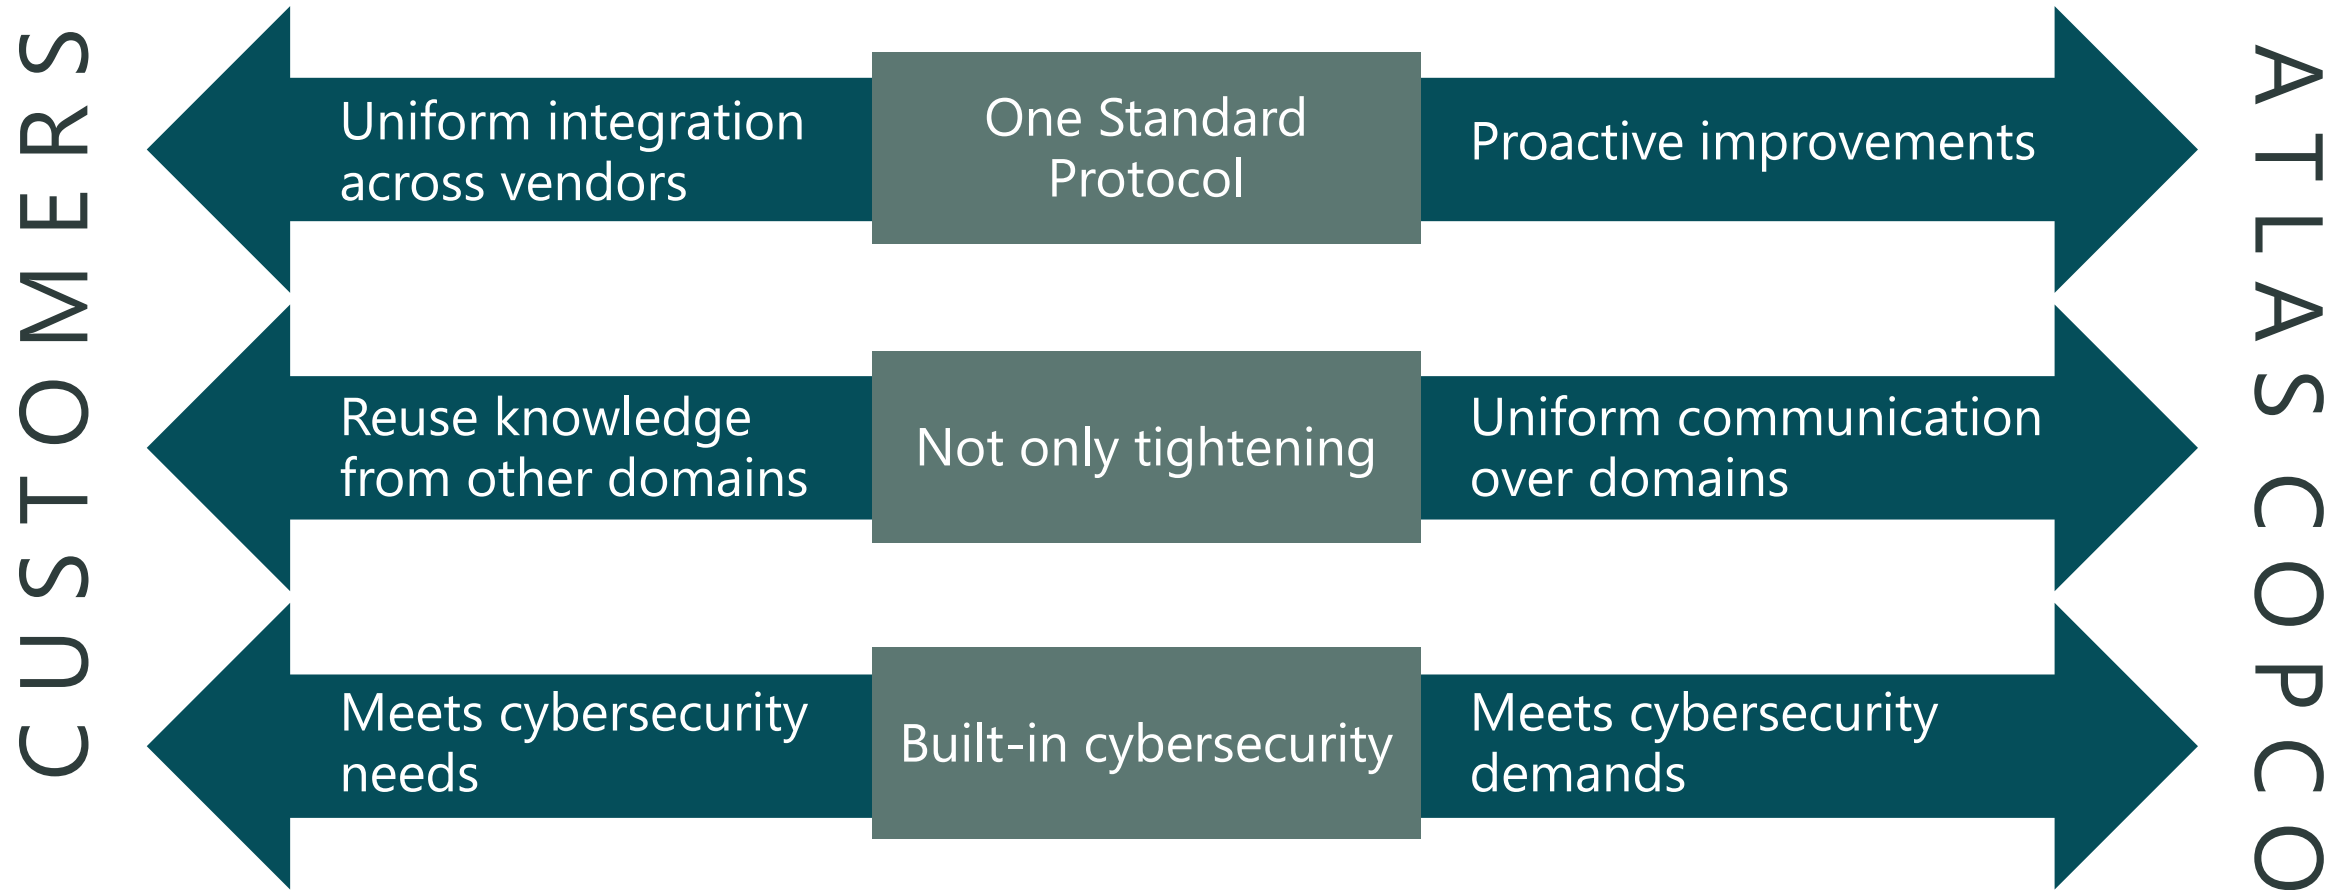 CUSTOMERS
Uniform integration
across vendors
One Standard
Protocol
Proactive improvements
Reuse knowledge
from other domains
Not only tightening
Uniform communication
over domains
Meets cybersecurity
needs
Built-in cybersecurity
Meets cybersecurity
demands
ATLAS COPCO